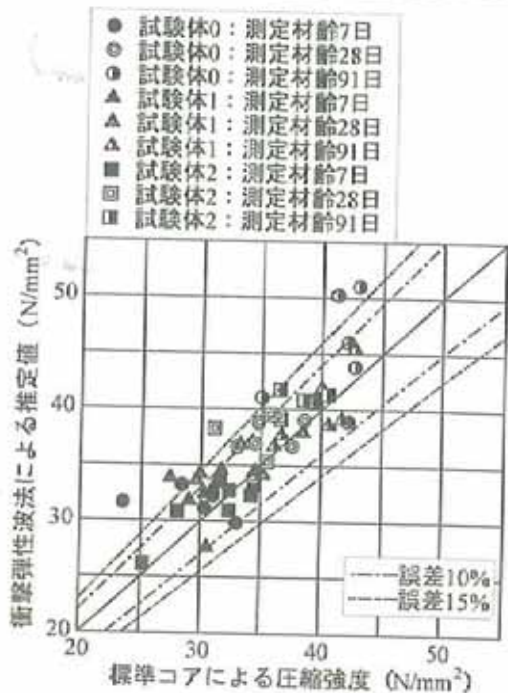 試験体0：測定材齢7日
試験体0：測定材齢28日
試験体0：測定材齢91日
試験体1：測定材齢7日
試験体1：測定材齢28日
試験体1：測定材齢91日
試験体2：測定材齢7日
試験体2：測定材齢28日
試験体2：測定材齢91日
衝撃弾性波法による推定値（N/mm²）
50
40
30
20
誤差10%
誤差15%
20
30
40
50
標準コアによる圧縮強度（N/mm²）